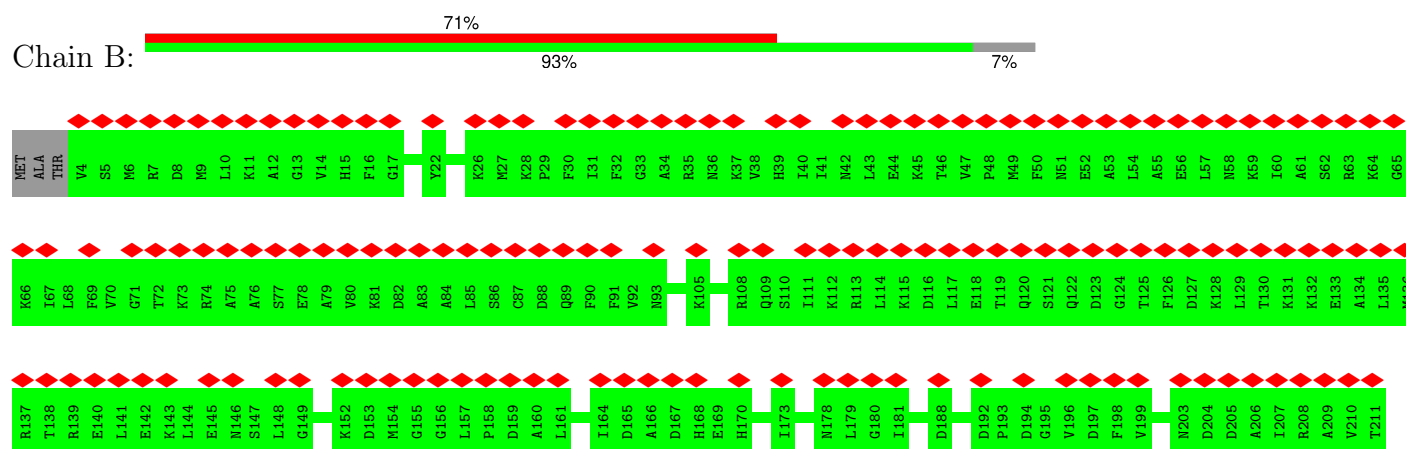 71%
Chain B:
93% 7%
MET ALA THR V4 S5 M6 R7 D8 M9 L10 K11 A12 G13 V14 H15 F16 G17 Y22 K26 M27 K28 P29 F30 I31 F32 G33 A34 R35 N36 K37 V38 H39 I40 I41 N42 L43 E44 K45 T46 V47 P48 M49 F50 N51 E52 A53 L54 A55 E56 L57 N58 K59 I60 A61 S62 R63 K64 G65
K66 I67 L68 F69 V70 G71 T72 K73 R74 A75 A76 S77 E78 A79 V80 K81 D82 A83 A84 L85 S86 C87 D88 Q89 F90 F91 V92 N93 K105 R108 Q109 S110 I111 K112 R113 L114 K115 D116 L117 E118 T119 Q120 S121 Q122 D123 G124 T125 F126 D127 K128 L129 T130 K131 K132 E133 A134 L135 M136
R137 T138 R139 E140 L141 E142 K143 L144 E145 N146 S147 L148 G149 K152 D153 M154 G155 G156 L157 P158 D159 A160 L161 I164 D165 A166 D167 H168 E169 H170 I173 N178 L179 G180 I181 D188 D192 P193 D194 G195 V196 D197 F198 V199 N203 D204 D205 A206 I207 R208 A209 V210 T211